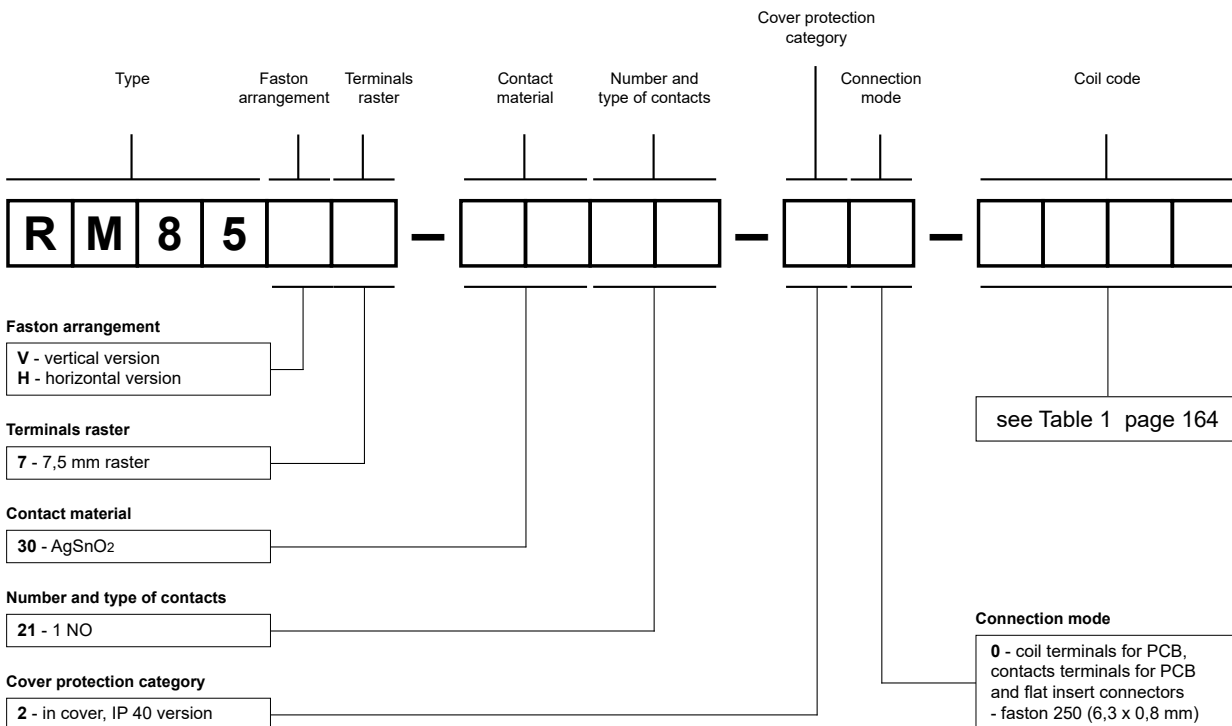 Cover protection
category
Type
Faston
arrangement
Terminals
raster
Contact
material
Number and
type of contacts
Connection
mode
Coil code
R M 8 5 – – –
Faston arrangement
V - vertical version
H - horizontal version
see Table 1 page 164
Terminals raster
7 - 7,5 mm raster
Contact material
30 - AgSnO2
Number and type of contacts
21 - 1 NO
Connection mode
0 - coil terminals for PCB,
contacts terminals for PCB
and flat insert connectors
- faston 250 (6,3 x 0,8 mm)
Cover protection category
2 - in cover, IP 40 version